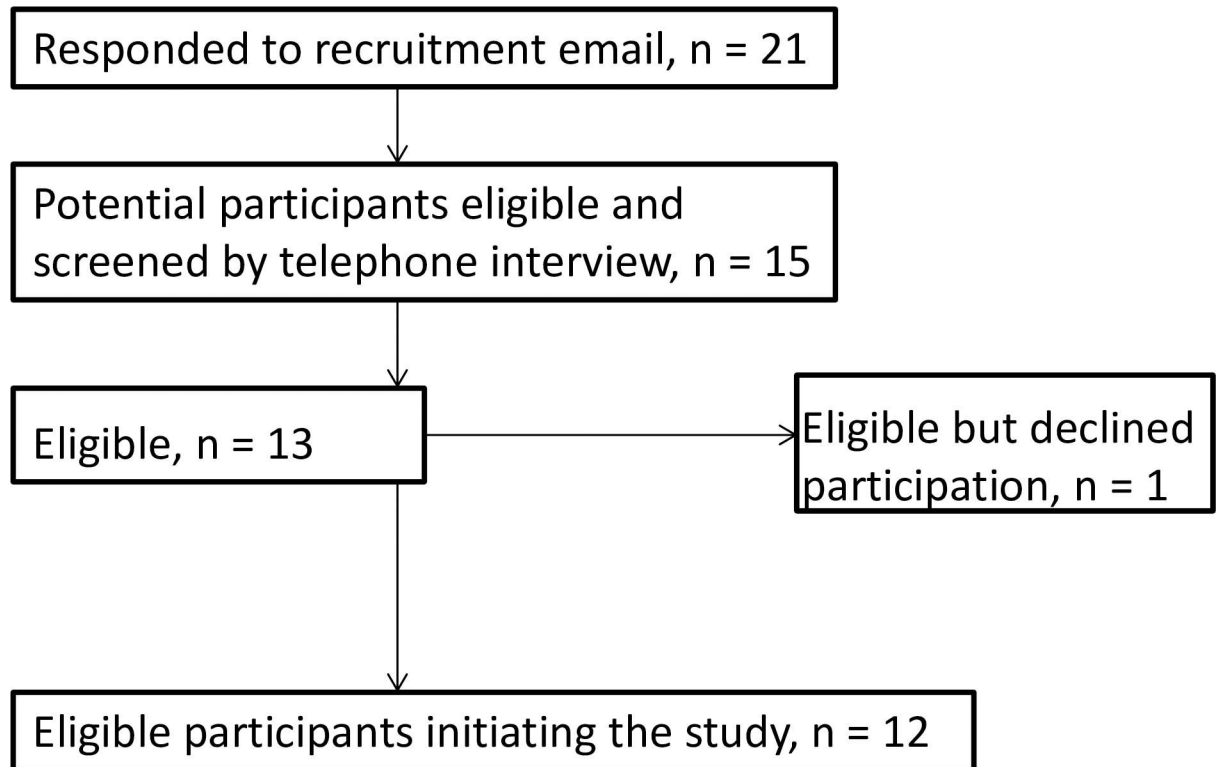 Responded to recruitment email, n = 21
Potential participants eligible and
screened by telephone interview, n = 15
Eligible, n = 13
Eligible but declined
participation, n = 1
Eligible participants initiating the study, n = 12